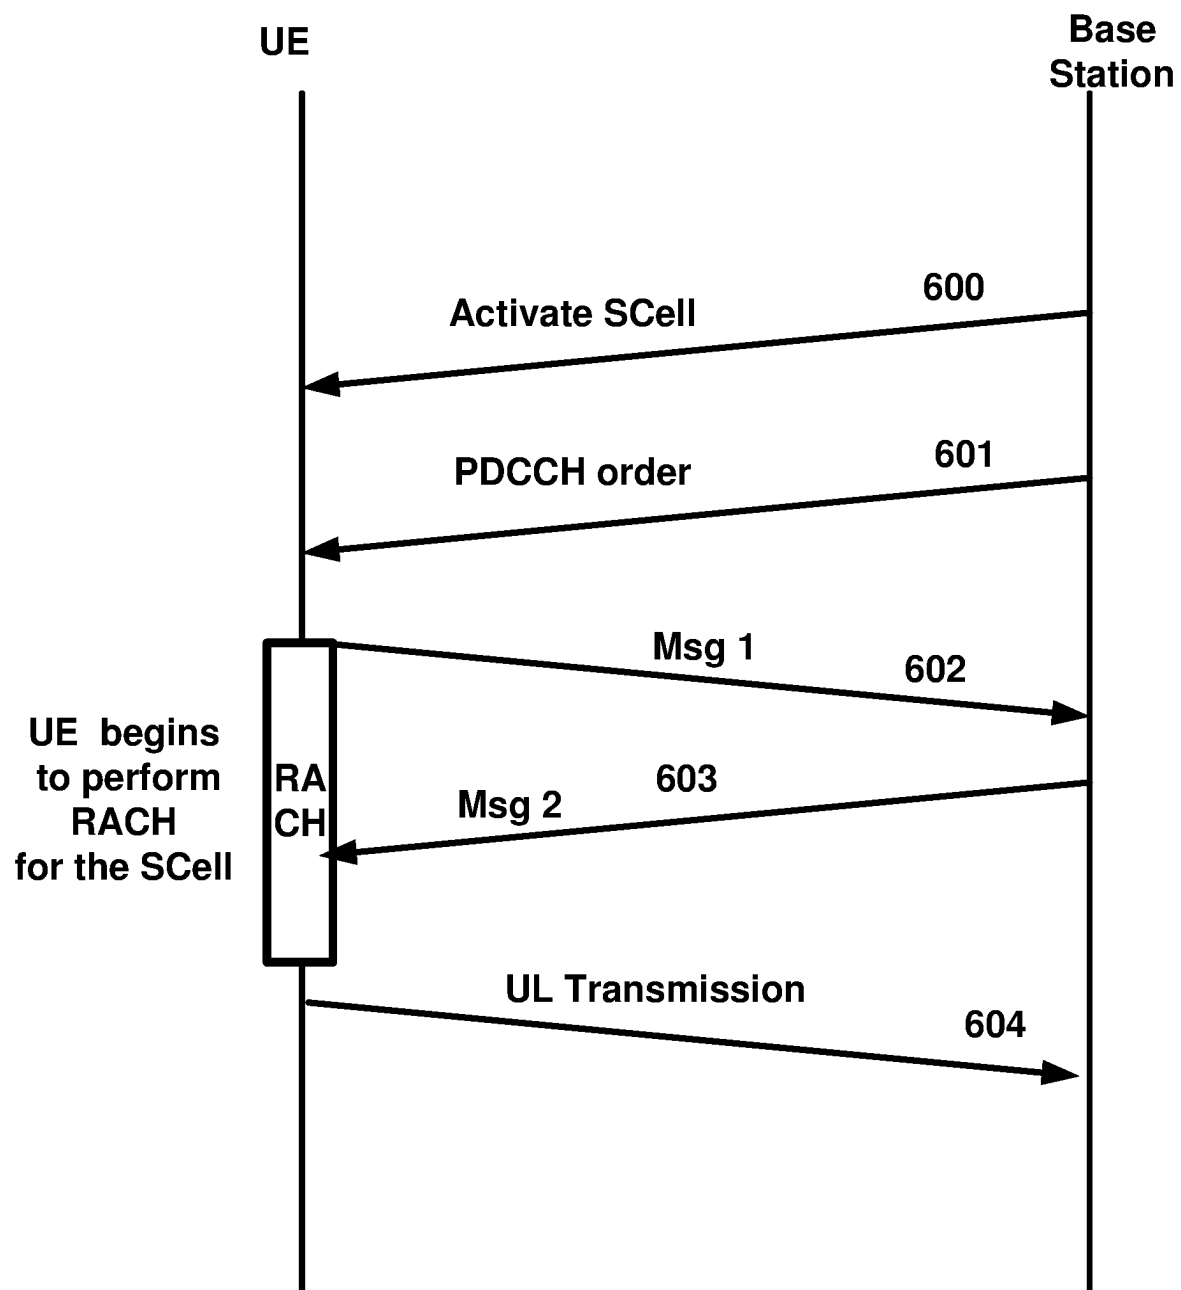 UE
Base
Station
600
Activate SCell
601
PDCCH order
Msg 1
602
UE begins
to perform
RACH
for the SCell
RA
CH
603
Msg 2
UL Transmission
604